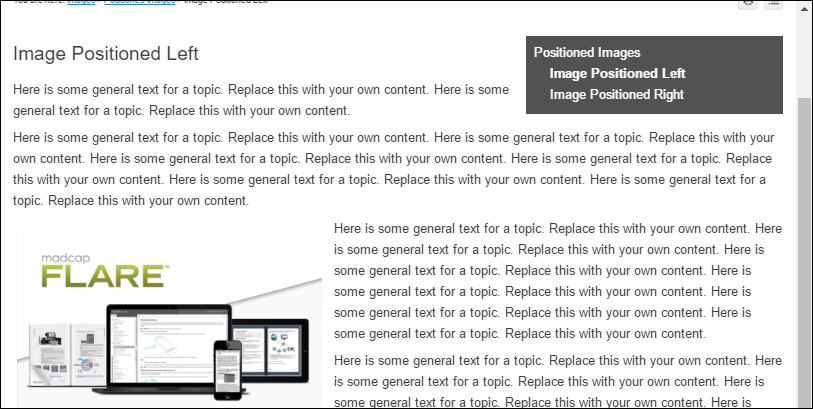 You are here: Images > Positioned Images > Image Positioned Left
Image Positioned Left
Positioned Images
Image Positioned Left
Image Positioned Right
Here is some general text for a topic. Replace this with your own content. Here is some
general text for a topic. Replace this with your own content.
Here is some general text for a topic. Replace this with your own content. Here is some general text for a topic. Replace this with your
own content. Here is some general text for a topic. Replace this with your own content. Here is some general text for a topic. Replace
this with your own content. Here is some general text for a topic. Replace this with your own content. Here is some general text for a
topic. Replace this with your own content.
madcap
FLARE™
Here is some general text for a topic. Replace this with your own content. Here
is some general text for a topic. Replace this with your own content. Here is
some general text for a topic. Replace this with your own content. Here is
some general text for a topic. Replace this with your own content. Here is
some general text for a topic. Replace this with your own content. Here is
some general text for a topic. Replace this with your own content.
Here is some general text for a topic. Replace this with your own content. Here
is some general text for a topic. Replace this with your own content. Here is
some general text for a topic. Replace this with your own content. Here is